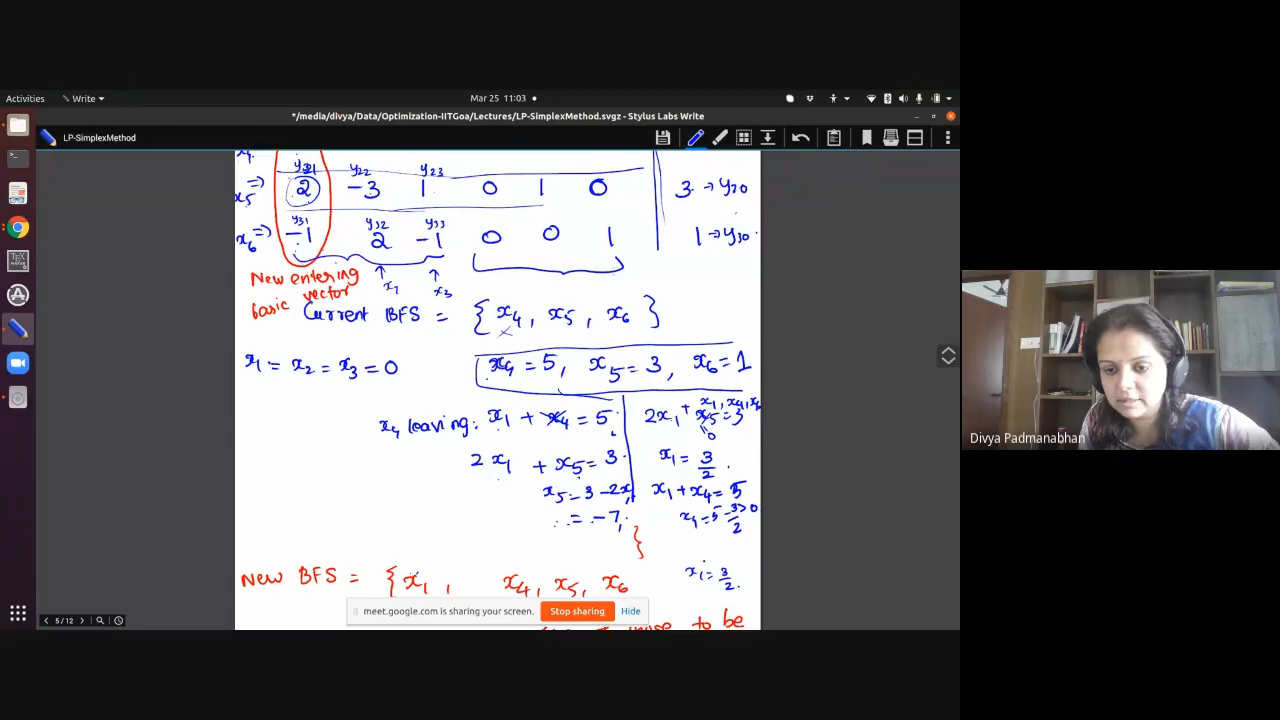 Activities Write Mar 25 11:03
*/media/divya/Data/Optimization-IITGoa/Lectures/LP-SimplexMethod.svgz - Stylus Labs Write
LP-SimplexMethod
y22 y23
x5 => 2 -3 1 0 1 0 3 → y20
y31 y32 y33
x6 => -1 2 -1 0 0 1 1 → y30
New entering
basic vector
x3
Current BFS = { x4, x5, x6 }
x1 = x2 = x3 = 0
x4 = 5, x5 = 3, x6 = 1
x4 leaving: x1 + x4 = 5
2x1 + x5 = 3
x5 = 3 - 2x1
= -7
x1, x4, x6
2x1 + x5 = 3
0
x1 = 3/2
x1 + x4 = 5
x4 = 5 - 3/2 > 0
x1 = 3/2
New BFS = { x1, x4, x5, x6 }
to be
meet.google.com is sharing your screen. Stop sharing Hide
5/12
Divya Padmanabhan